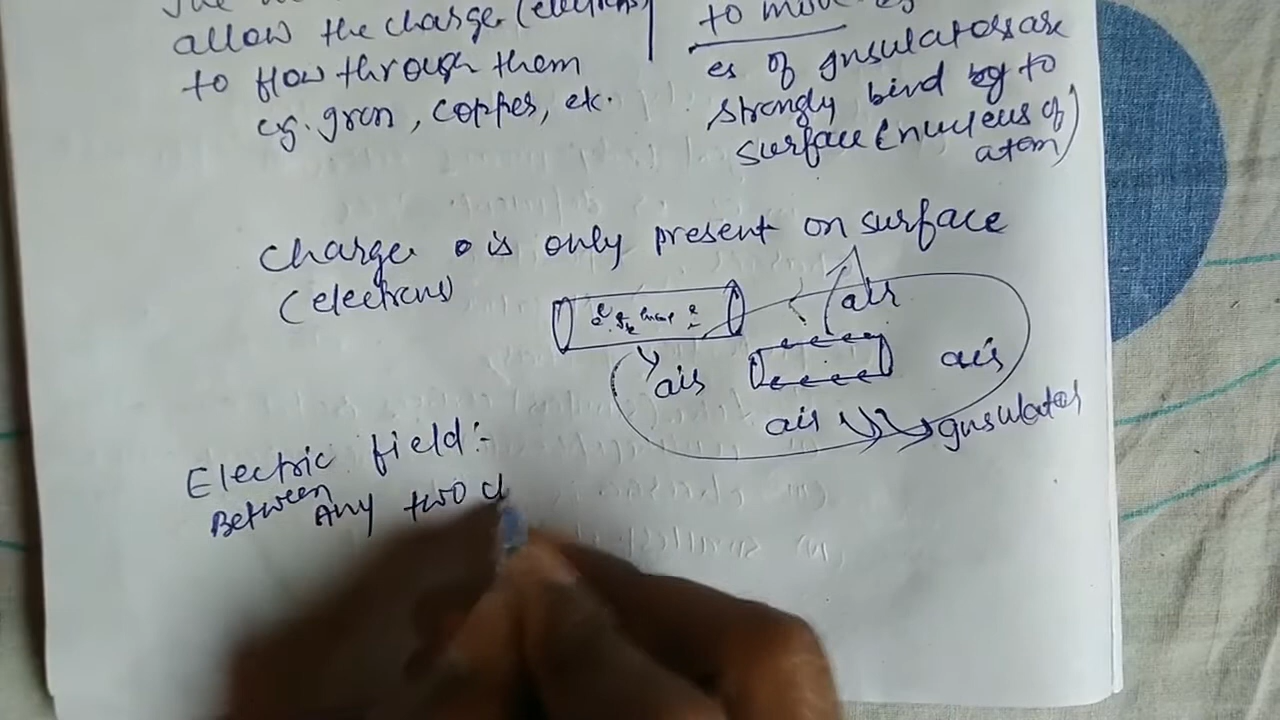 allow the charge (electrons)
to flow through them
eg. Iron, copper, etc.
to move
es of Insulators are
strongly bind by to
surface (nucleus of
atom)
Charge is only present on surface
(electrons)
air
air
air
air
Insulator
Electric field:-
Between
Any two